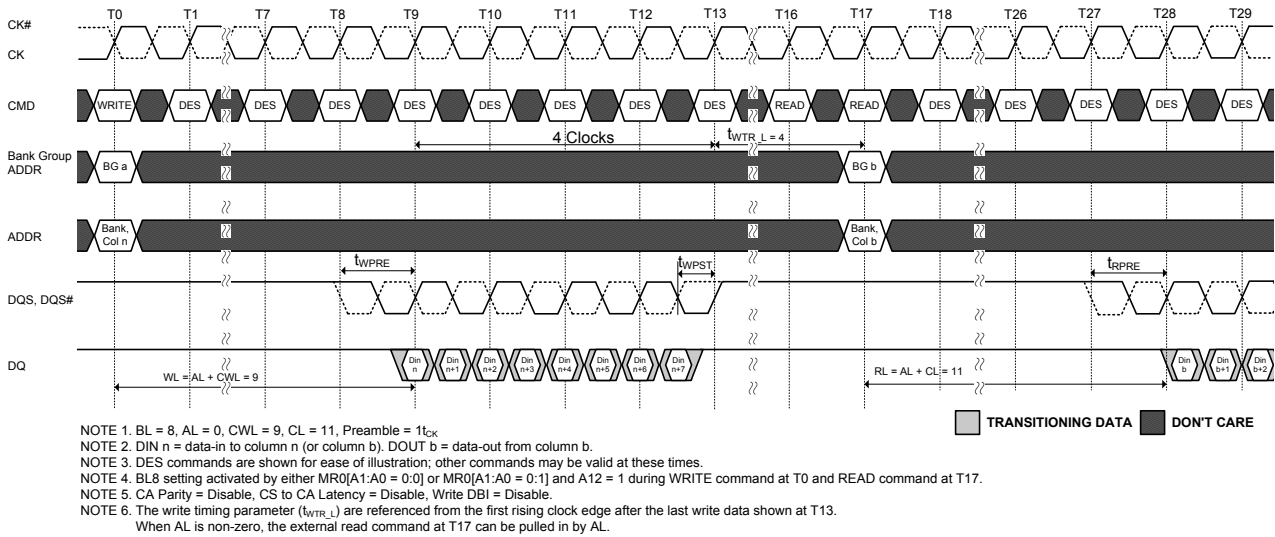 T0 T1 T7 T8 T9 T10 T11 T12 T13 T16 T17 T18 T26 T27 T28 T29
CK#
CK
CMD WRITE DES DES DES DES DES DES DES DES READ READ DES DES DES DES DES
4 Clocks tWTR_L = 4
Bank Group
ADDR
BG a BG b
ADDR
Bank,
Col n
Bank,
Col b
tWPRE tWPST tRPRE
DQS, DQS#
DQ
Din
n
Din
n+1
Din
n+2
Din
n+3
Din
n+4
Din
n+5
Din
n+6
Din
n+7
Din
b
Din
b+1
Din
b+2
WL = AL + CWL = 9 RL = AL + CL = 11
TRANSITIONING DATA DON'T CARE
NOTE 1. BL = 8, AL = 0, CWL = 9, CL = 11, Preamble = 1tCK
NOTE 2. DIN n = data-in to column n (or column b). DOUT b = data-out from column b.
NOTE 3. DES commands are shown for ease of illustration; other commands may be valid at these times.
NOTE 4. BL8 setting activated by either MR0[A1:A0 = 0:0] or MR0[A1:A0 = 0:1] and A12 = 1 during WRITE command at T0 and READ command at T17.
NOTE 5. CA Parity = Disable, CS to CA Latency = Disable, Write DBI = Disable.
NOTE 6. The write timing parameter (tWTR_L) are referenced from the first rising clock edge after the last write data shown at T13.
When AL is non-zero, the external read command at T17 can be pulled in by AL.